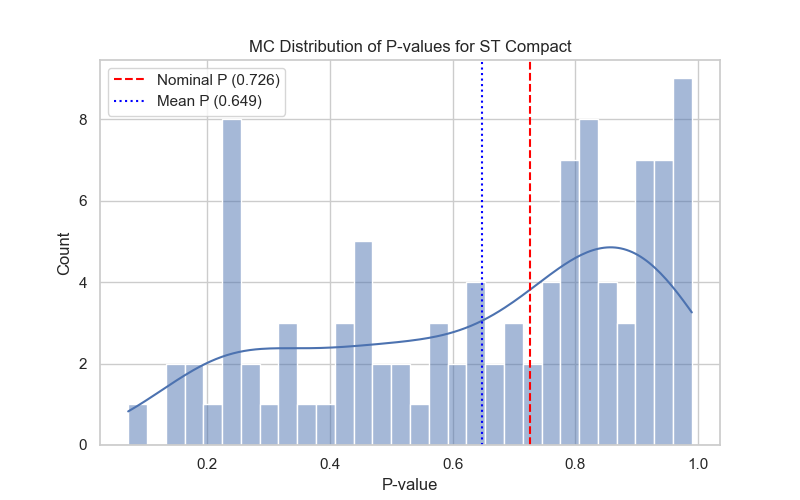 MC Distribution of P-values for ST Compact
Nominal P (0.726)
Mean P (0.649)
Count
8
6
4
2
0
0.2 0.4 0.6 0.8 1.0
P-value